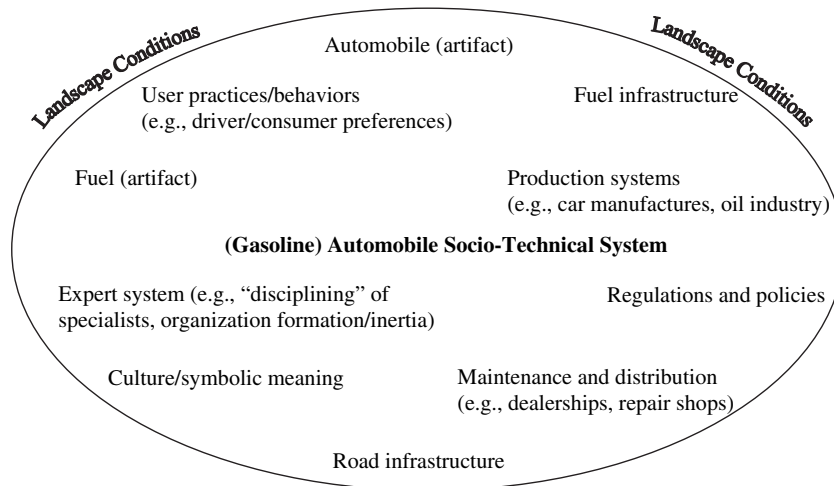 Landscape Conditions
Landscape Conditions
Automobile (artifact)
User practices/behaviors
(e.g., driver/consumer preferences)
Fuel infrastructure
Fuel (artifact)
Production systems
(e.g., car manufactures, oil industry)
(Gasoline) Automobile Socio-Technical System
Expert system (e.g., “disciplining” of
specialists, organization formation/inertia)
Regulations and policies
Culture/symbolic meaning
Maintenance and distribution
(e.g., dealerships, repair shops)
Road infrastructure